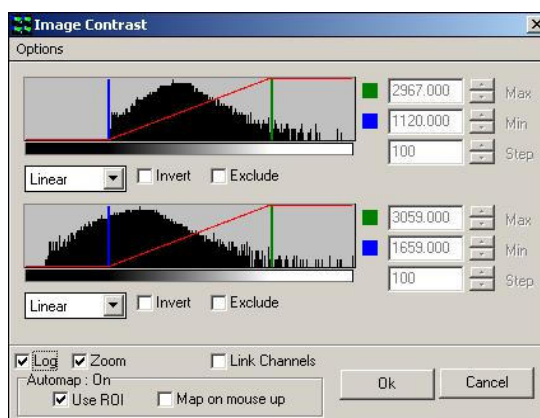 Image Contrast
Options
2967.000 Max
1120.000 Min
100 Step
Linear Invert Exclude
3059.000 Max
1659.000 Min
100 Step
Linear Invert Exclude
Log Zoom Link Channels
Automap : On
Use ROI Map on mouse up
Ok Cancel